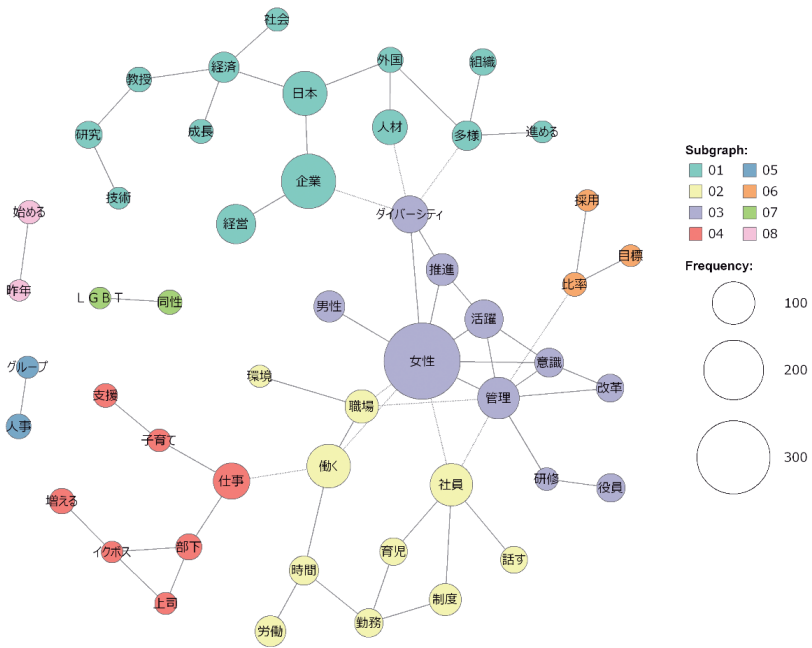 社会
外国
組織
経済
教授
日本
人材
多様
進める
研究
成長
企業
技術
経営
始める
ダイバーシティ
採用
目標
推進
比率
昨年
LGBT
同性
男性
活躍
女性
意識
グループ
環境
改革
支援
職場
管理
人事
子育て
働く
仕事
社員
研修
役員
増える
イクボス
部下
育児
話す
時間
上司
制度
勤務
労働
Subgraph:
01 05
02 06
03 07
04 08
Frequency:
100
200
300